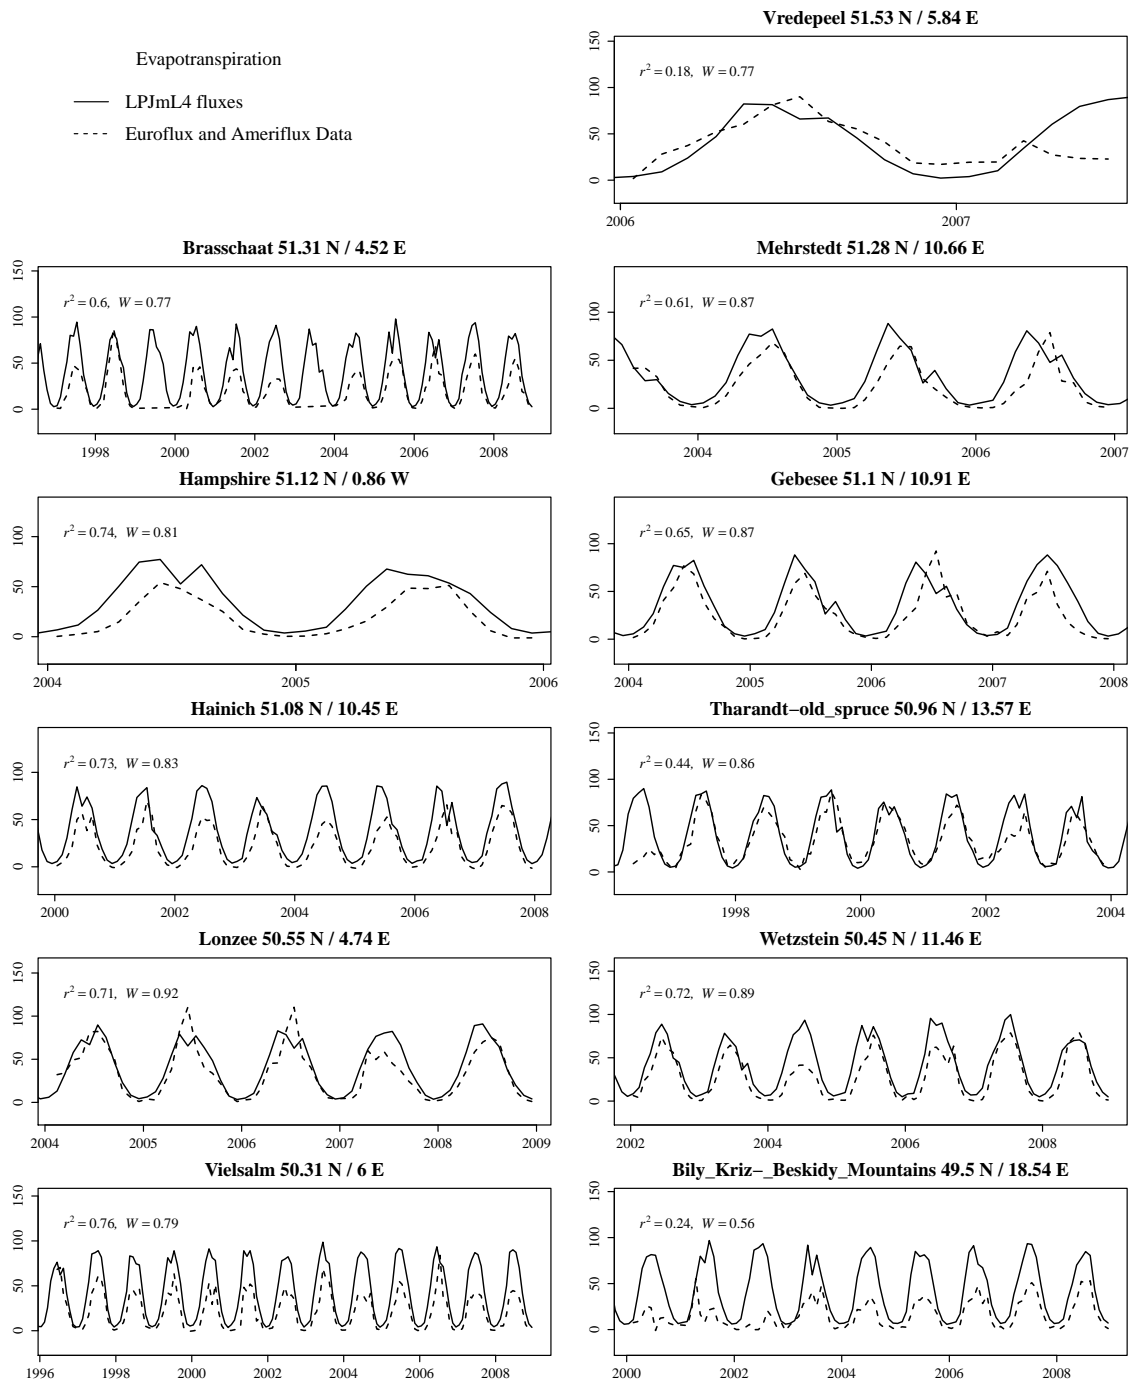 Evapotranspiration
LPJmL4 fluxes
Euroflux and Ameriflux Data
Vredepeel 51.53 N / 5.84 E
r² = 0.18, W = 0.77
0 50 100 150
2006 2007
Brasschaat 51.31 N / 4.52 E
r² = 0.6, W = 0.77
0 50 100 150
1998 2000 2002 2004 2006 2008
Mehrstedt 51.28 N / 10.66 E
r² = 0.61, W = 0.87
0 50 100
2004 2005 2006 2007
Hampshire 51.12 N / 0.86 W
r² = 0.74, W = 0.81
0 50 100
2004 2005 2006
Gebesee 51.1 N / 10.91 E
r² = 0.65, W = 0.87
0 50 100
2004 2005 2006 2007 2008
Hainich 51.08 N / 10.45 E
r² = 0.73, W = 0.83
0 50 100
2000 2002 2004 2006 2008
Tharandt−old_spruce 50.96 N / 13.57 E
r² = 0.44, W = 0.86
0 50 100 150
1998 2000 2002 2004
Lonzee 50.55 N / 4.74 E
r² = 0.71, W = 0.92
0 50 100 150
2004 2005 2006 2007 2008 2009
Wetzstein 50.45 N / 11.46 E
r² = 0.72, W = 0.89
0 50 100 150
2002 2004 2006 2008
Vielsalm 50.31 N / 6 E
r² = 0.76, W = 0.79
0 50 100 150
1996 1998 2000 2002 2004 2006 2008
Bily_Kriz−_Beskidy_Mountains 49.5 N / 18.54 E
r² = 0.24, W = 0.56
0 50 100 150
2000 2002 2004 2006 2008